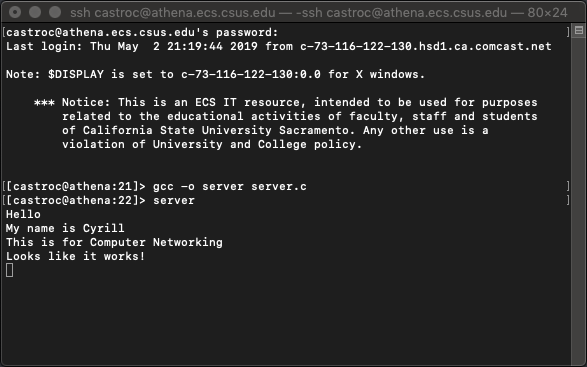 ssh castroc@athena.ecs.csus.edu — -ssh castroc@athena.ecs.csus.edu — 80×24
[castroc@athena.ecs.csus.edu's password: ]
Last login: Thu May  2 21:19:44 2019 from c-73-116-122-130.hsd1.ca.comcast.net
Note: $DISPLAY is set to c-73-116-122-130:0.0 for X windows.
*** Notice: This is an ECS IT resource, intended to be used for purposes
related to the educational activities of faculty, staff and students
of California State University Sacramento. Any other use is a
violation of University and College policy.
[[castroc@athena:21]> gcc -o server server.c ]
[[castroc@athena:22]> server ]
Hello
My name is Cyrill
This is for Computer Networking
Looks like it works!